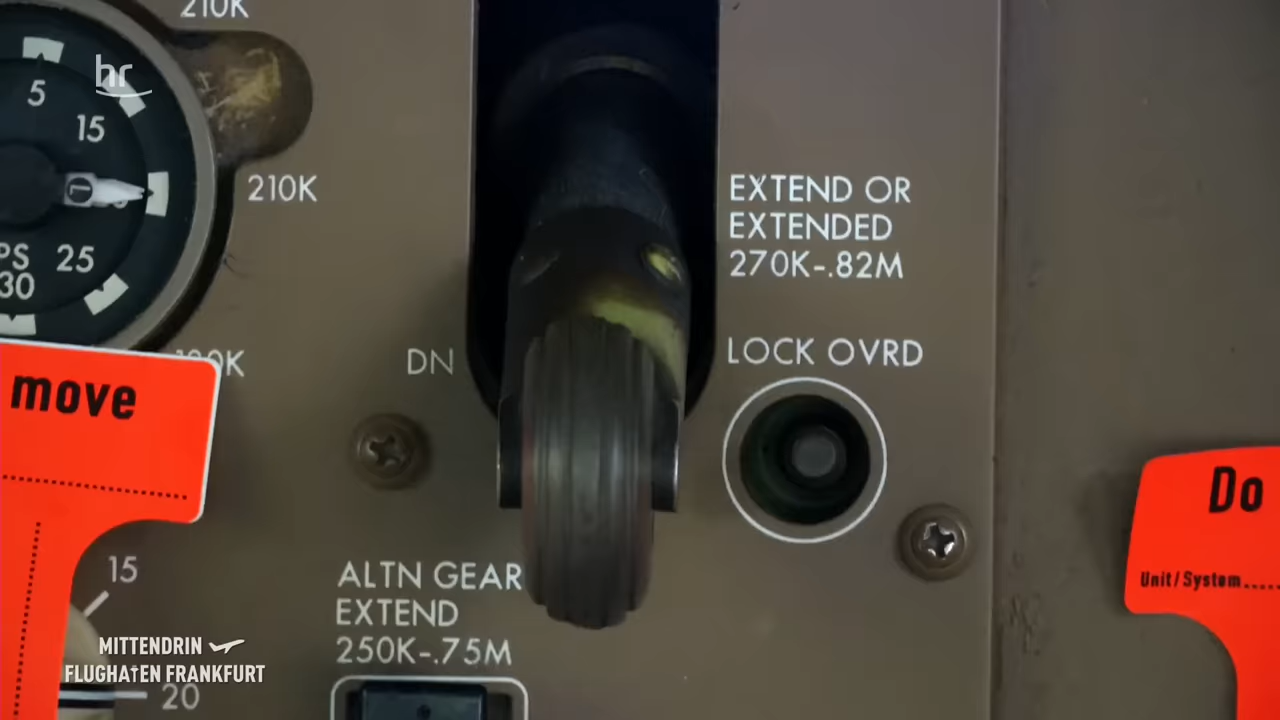 210K
hr
5
15
210K
25
30
EXTEND OR
EXTENDED
270K-.82M
LOCK OVRD
DN
move
ALTN GEAR
EXTEND
250K-.75M
15
20
Do
Unit/System
MITTENDRIN
FLUGHAFEN FRANKFURT